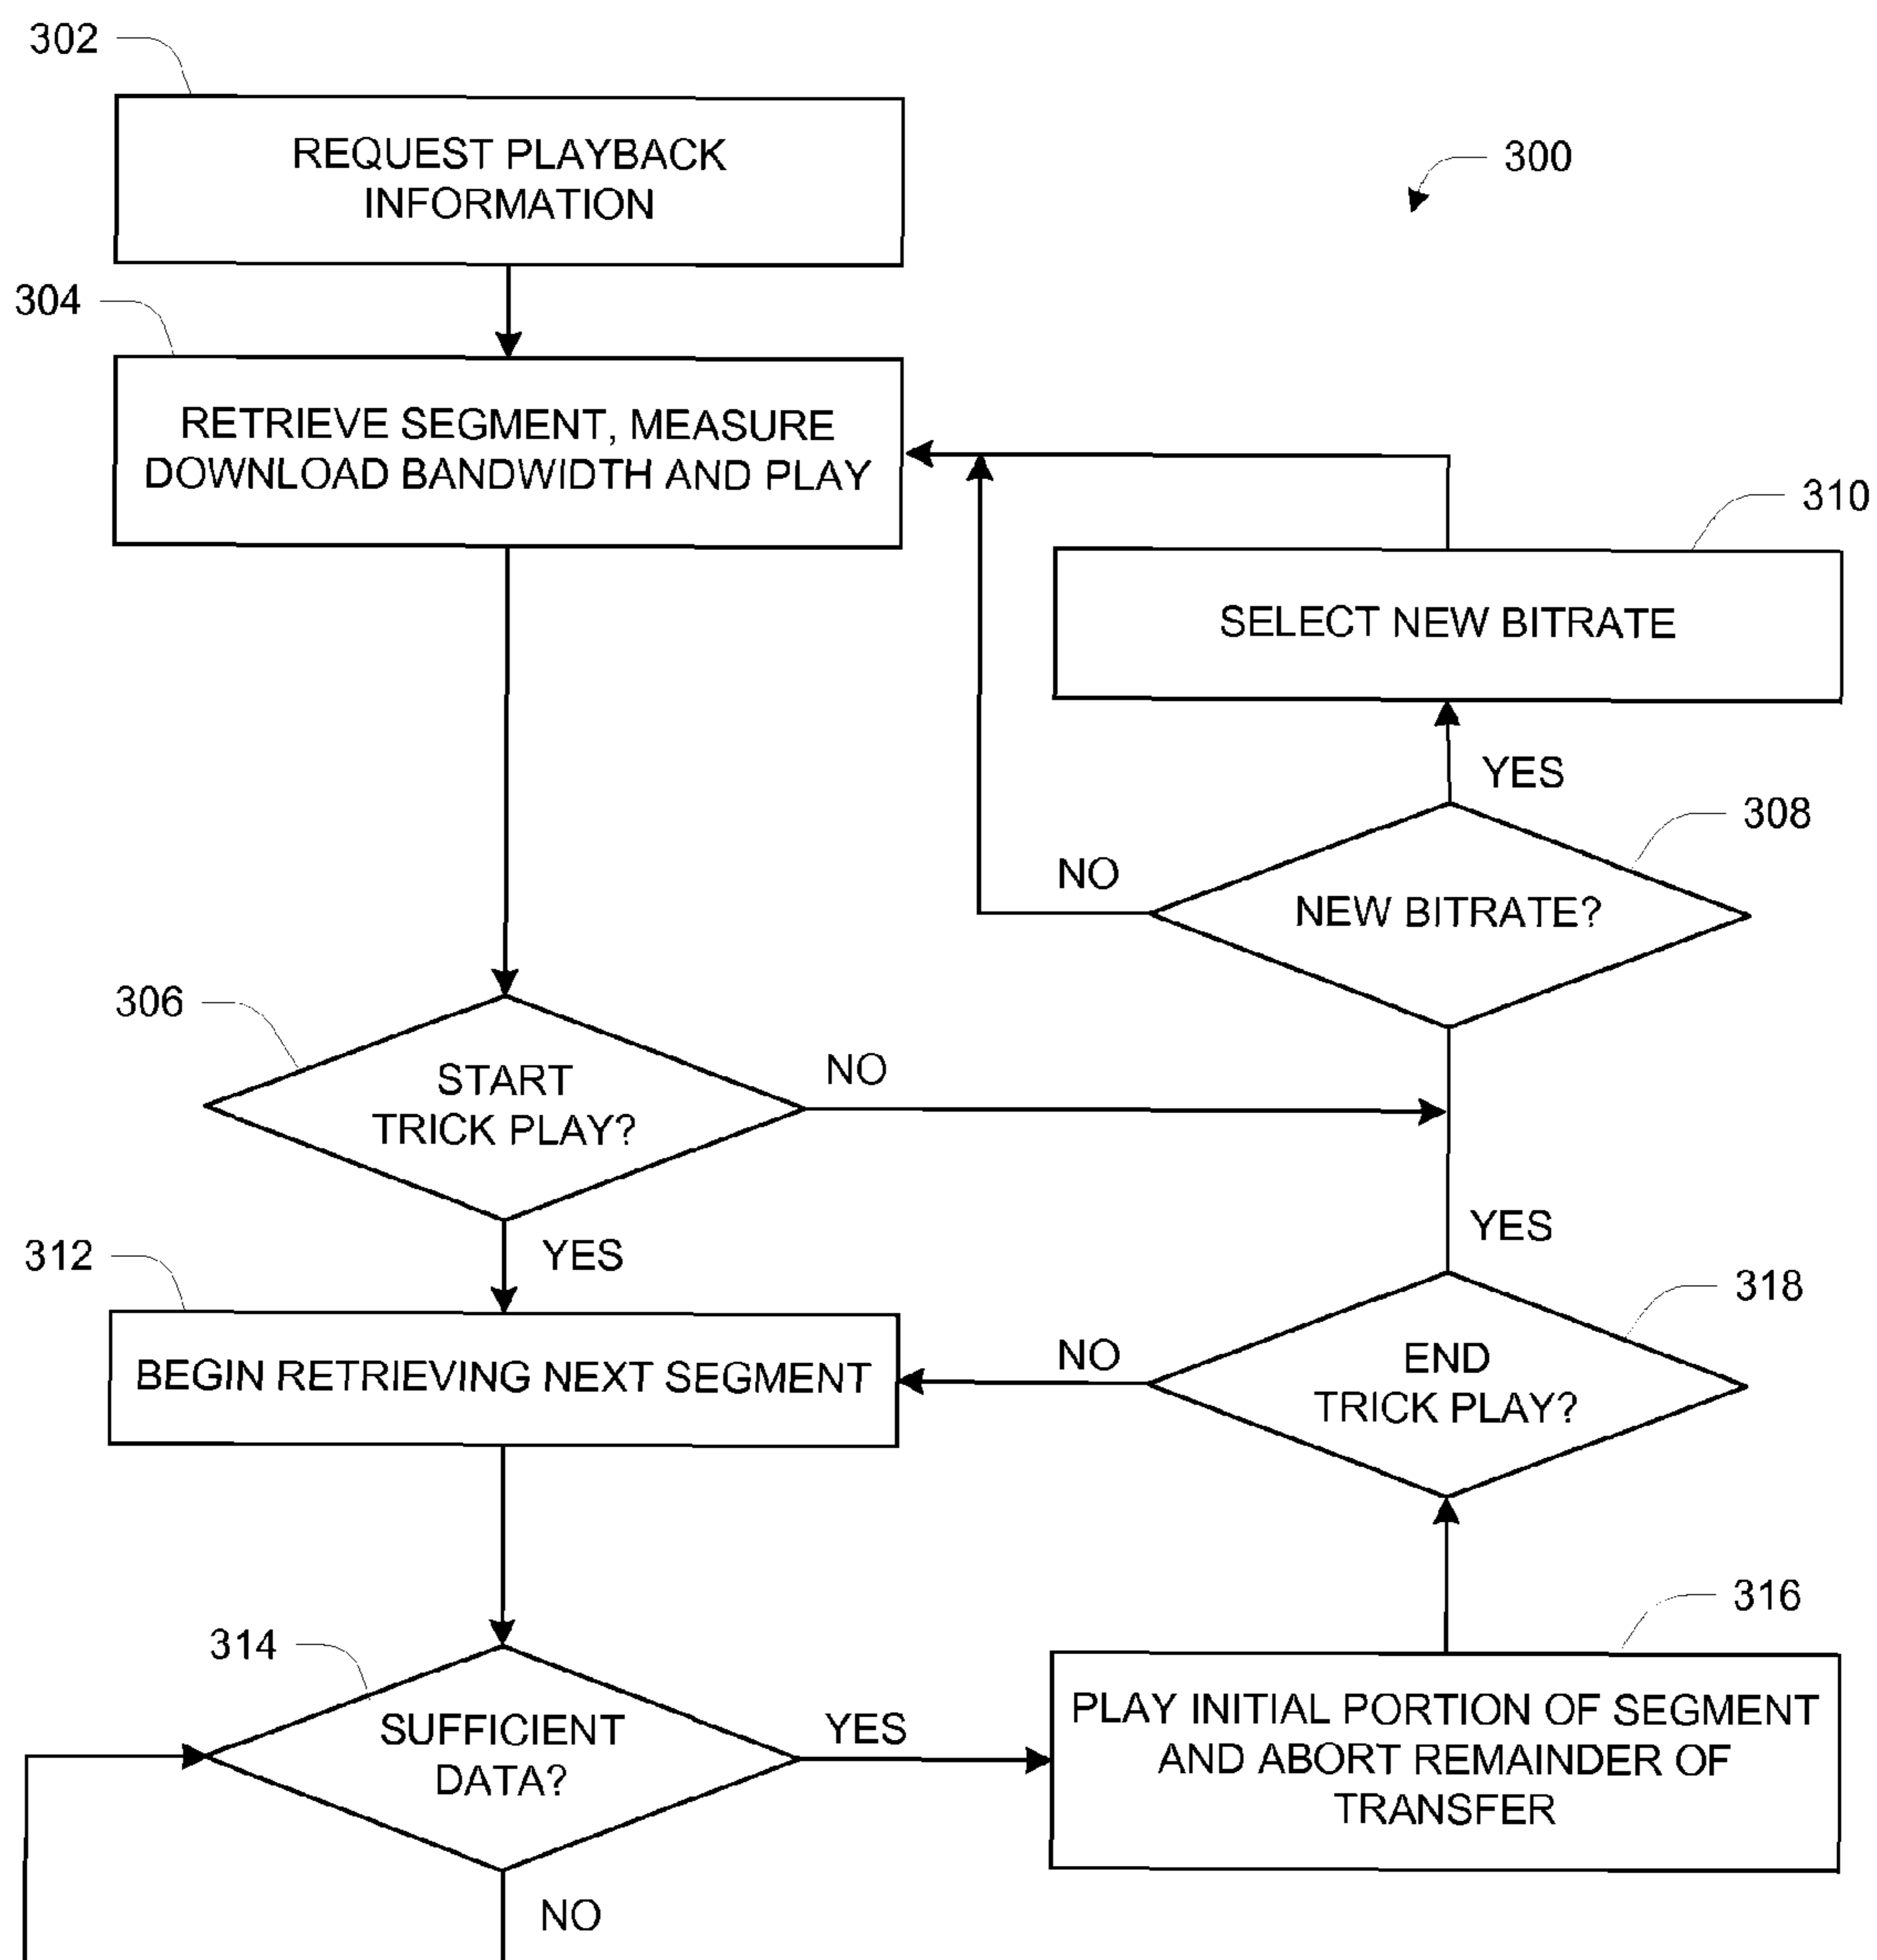 302
REQUEST PLAYBACK
INFORMATION
300
304
RETRIEVE SEGMENT, MEASURE
DOWNLOAD BANDWIDTH AND PLAY
310
SELECT NEW BITRATE
YES
308
NO
NEW BITRATE?
306
START
TRICK PLAY?
NO
YES
312
YES
318
BEGIN RETRIEVING NEXT SEGMENT
NO
END
TRICK PLAY?
316
314
SUFFICIENT
DATA?
YES
PLAY INITIAL PORTION OF SEGMENT
AND ABORT REMAINDER OF
TRANSFER
NO